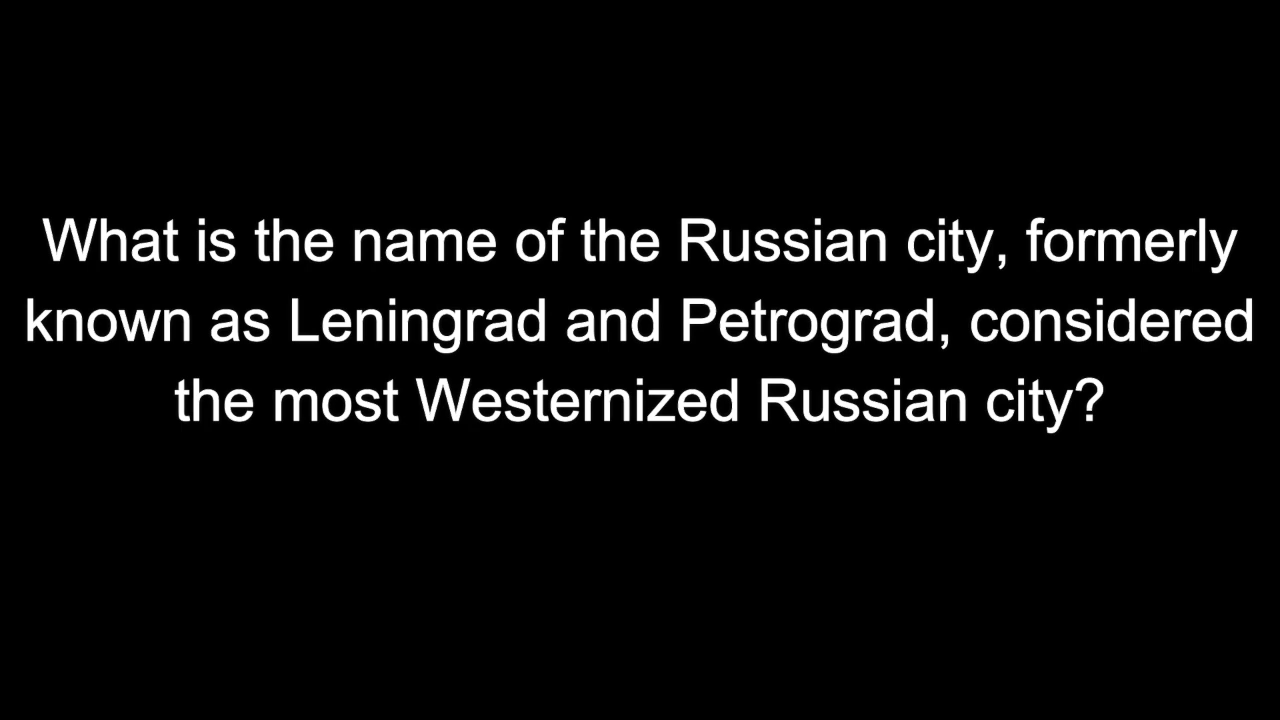 What is the name of the Russian city, formerly
known as Leningrad and Petrograd, considered
the most Westernized Russian city?